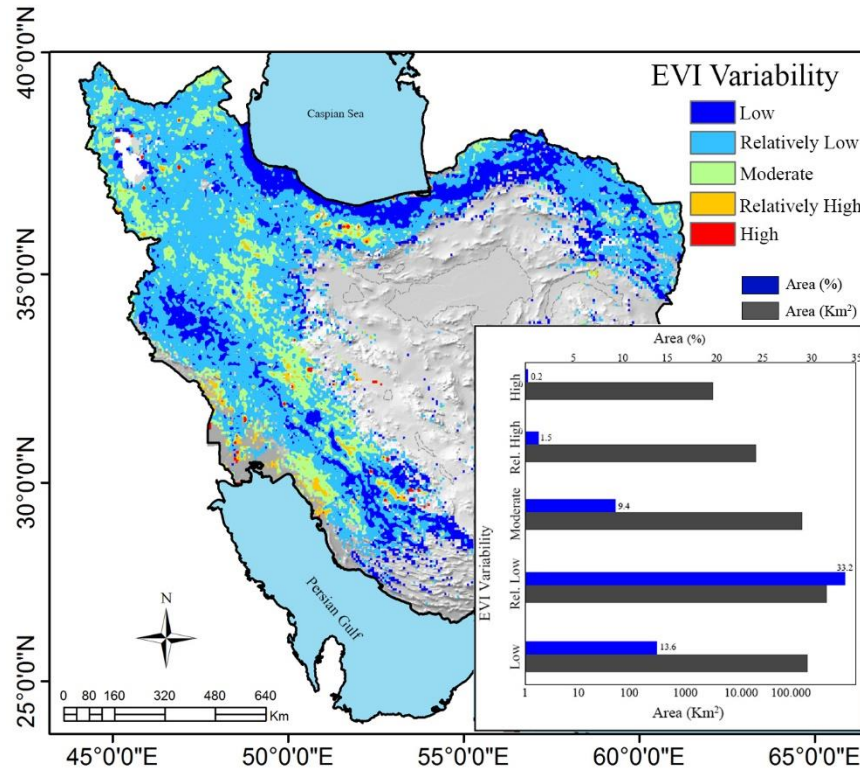 40°0'0"N
35°0'0"N
30°0'0"N
25°0'0"N
Caspian Sea
Persian Gulf
N
0 80 160 320 480 640
Km
EVI Variability
Low
Relatively Low
Moderate
Relatively High
High
Area (%)
Area (Km²)
Area (%)
5 10 15 20 25 30 35
High
0.2
Rel. High
1.5
Moderate
9.4
Rel. Low
33.2
Low
13.6
EVI Variability
1 10 100 1000 10.000 100.000
Area (Km²)
45°0'0"E 50°0'0"E 55°0'0"E 60°0'0"E 65°0'0"E